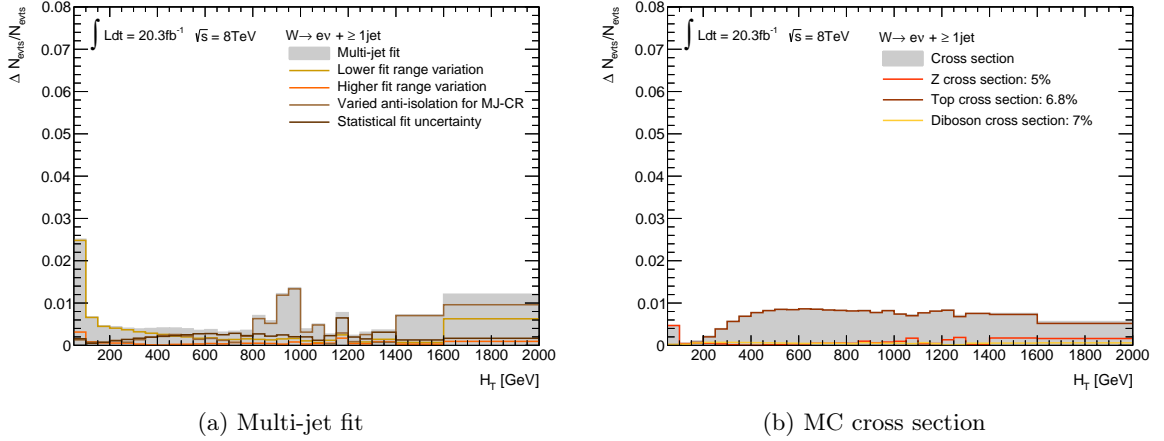 ∫ Ldt = 20.3fb⁻¹ √s = 8TeV
W→ eν + ≥ 1jet
Multi-jet fit
Lower fit range variation
Higher fit range variation
Varied anti-isolation for MJ-CR
Statistical fit uncertainty
Δ N_evts/N_evts
0.08
0.07
0.06
0.05
0.04
0.03
0.02
0.01
0
200 400 600 800 1000 1200 1400 1600 1800 2000
H_T [GeV]
(a) Multi-jet fit
∫ Ldt = 20.3fb⁻¹ √s = 8TeV
W→ eν + ≥ 1jet
Cross section
Z cross section: 5%
Top cross section: 6.8%
Diboson cross section: 7%
Δ N_evts/N_evts
0.08
0.07
0.06
0.05
0.04
0.03
0.02
0.01
0
200 400 600 800 1000 1200 1400 1600 1800 2000
H_T [GeV]
(b) MC cross section